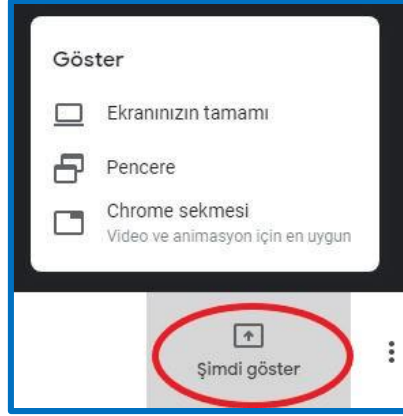 Göster
Ekranınızın tamamı
Pencere
Chrome sekmesi
Video ve animasyon için en uygun
Şimdi göster